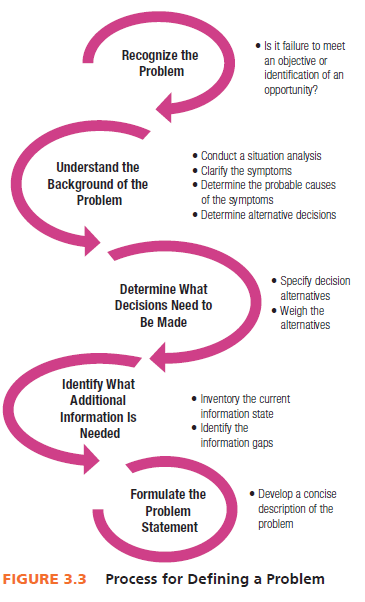 Recognize the
Problem
• Is it failure to meet
an objective or
identification of an
opportunity?
Understand the
Background of the
Problem
• Conduct a situation analysis
• Clarify the symptoms
• Determine the probable causes
of the symptoms
• Determine alternative decisions
Determine What
Decisions Need to
Be Made
• Specify decision
alternatives
• Weigh the
alternatives
Identify What
Additional
Information Is
Needed
• Inventory the current
information state
• Identify the
information gaps
Formulate the
Problem
Statement
• Develop a concise
description of the
problem
FIGURE 3.3 Process for Defining a Problem